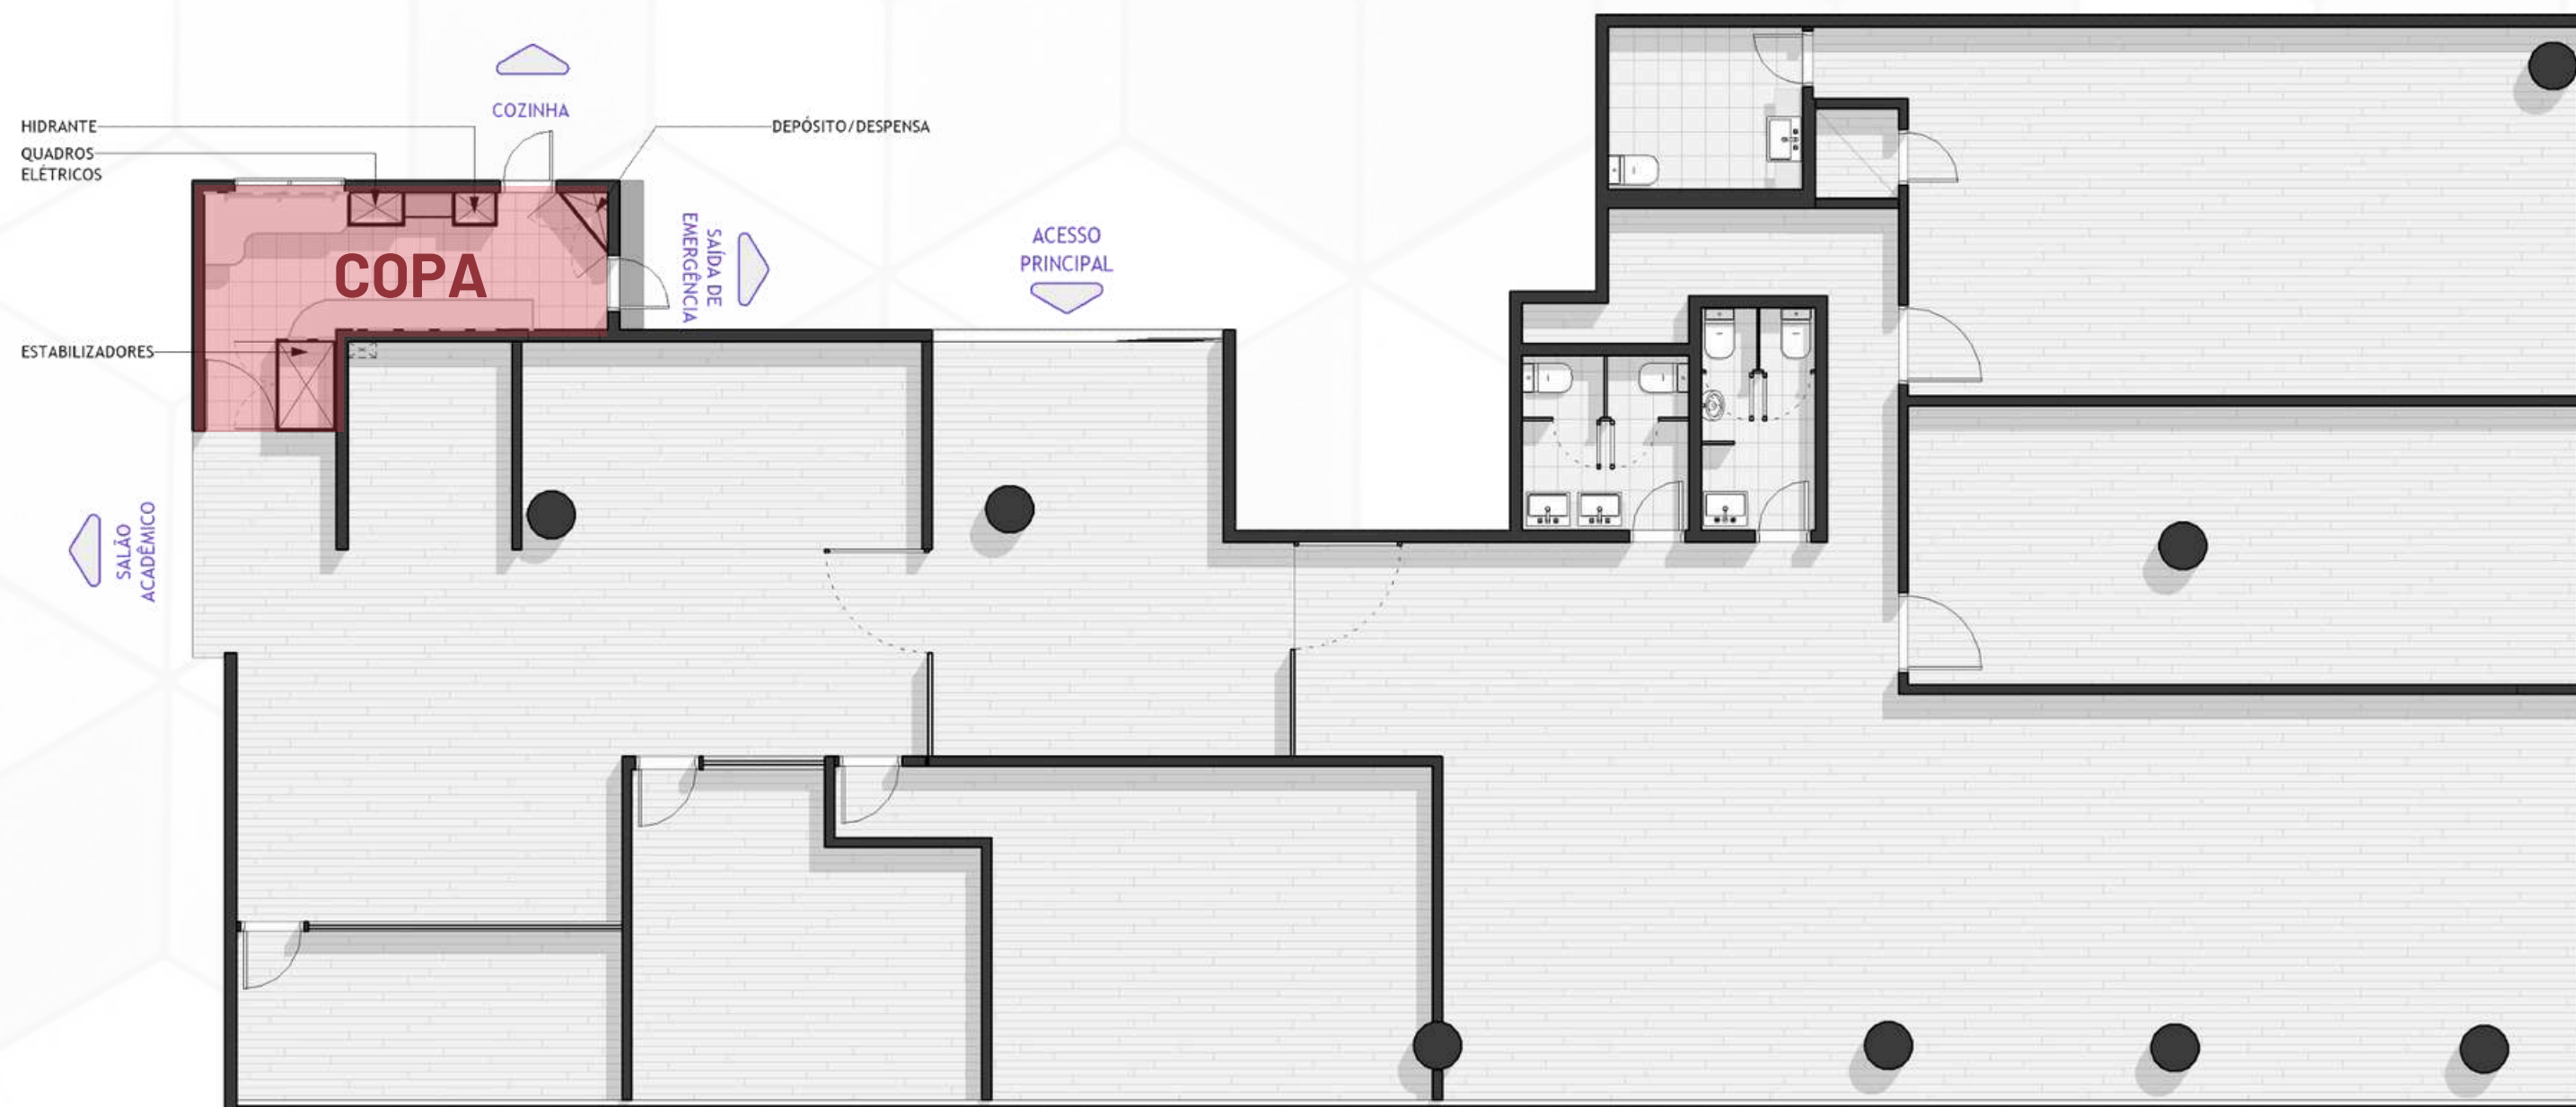 COZINHA
HIDRANTE
DEPÓSITO/DESPENSA
QUADROS
ELÉTRICOS
SAÍDA DE
EMERGÊNCIA
ACESSO
PRINCIPAL
COPA
ESTABILIZADORES
SALÃO
ACADÊMICO